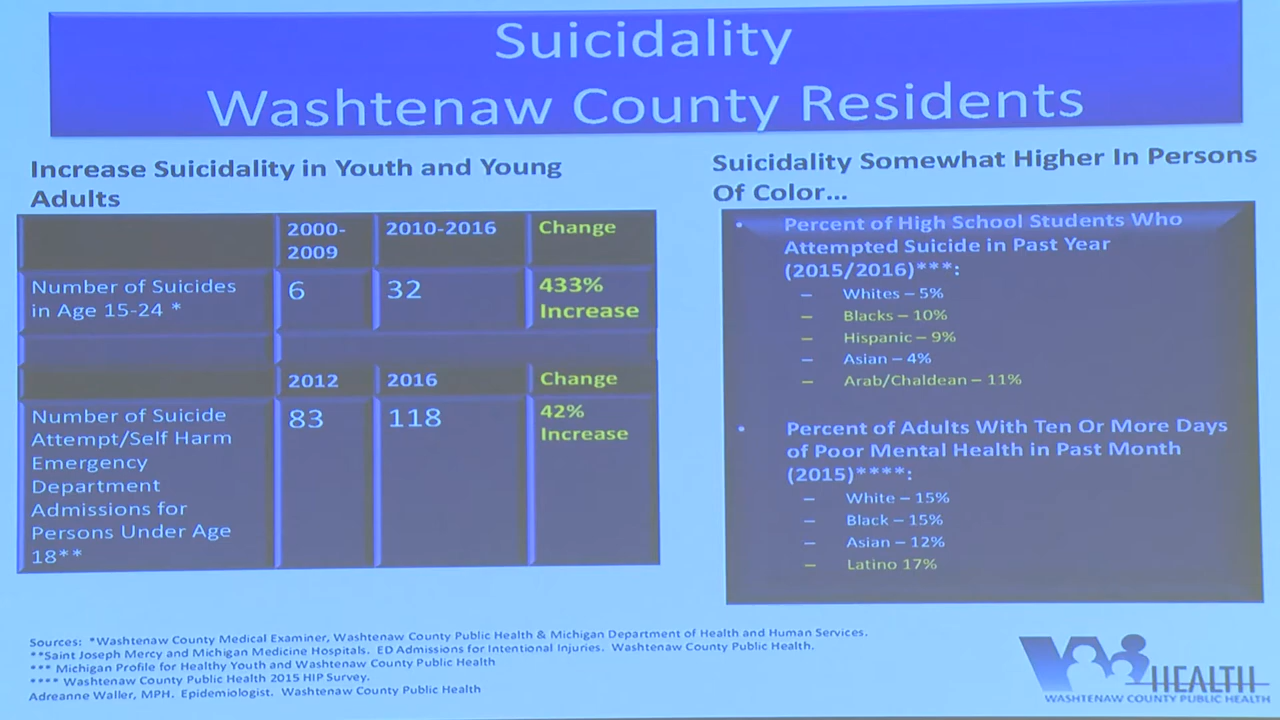 Suicidality
Washtenaw County Residents
Increase Suicidality in Youth and Young
Adults
2000-
2009
2010-2016
Change
Number of Suicides
in Age 15-24 *
6
32
433%
Increase
2012
2016
Change
Number of Suicide
Attempt/Self Harm
Emergency
Department
Admissions for
Persons Under Age
18**
83
118
42%
Increase
Suicidality Somewhat Higher In Persons
Of Color...
• Percent of High School Students Who
Attempted Suicide in Past Year
(2015/2016)***:
– Whites – 5%
– Blacks – 10%
– Hispanic – 9%
– Asian – 4%
– Arab/Chaldean – 11%
• Percent of Adults With Ten Or More Days
of Poor Mental Health in Past Month
(2015)****:
– White – 15%
– Black – 15%
– Asian – 12%
– Latino 17%
Sources: *Washtenaw County Medical Examiner, Washtenaw County Public Health & Michigan Department of Health and Human Services.
**Saint Joseph Mercy and Michigan Medicine Hospitals. ED Admissions for Intentional Injuries. Washtenaw County Public Health.
*** Michigan Profile for Healthy Youth and Washtenaw County Public Health
**** Washtenaw County Public Health 2015 HIP Survey.
Adreanne Waller, MPH. Epidemiologist. Washtenaw County Public Health
HEALTH
WASHTENAW COUNTY PUBLIC HEALTH